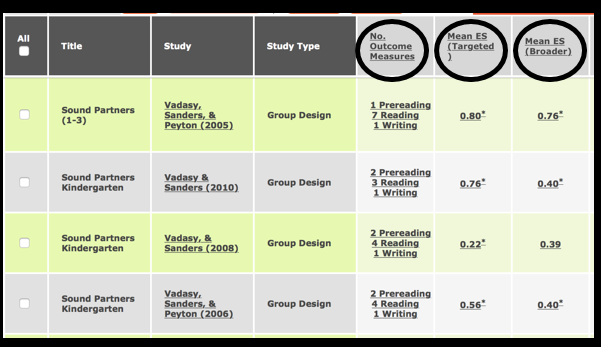 All
Title
Study
Study Type
No.
Outcome
Measures
Mean ES
(Targeted
)
Mean ES
(Broader)
Sound Partners
(1-3)
Vadasy,
Sanders, &
Peyton (2005)
Group Design
1 Prereading
7 Reading
1 Writing
0.80*
0.76*
Sound Partners
Kindergarten
Vadasy &
Sanders (2010)
Group Design
2 Prereading
3 Reading
1 Writing
0.76*
0.40*
Sound Partners
Kindergarten
Vadasy, &
Sanders (2008)
Group Design
2 Prereading
4 Reading
1 Writing
0.22*
0.39
Sound Partners
Kindergarten
Vadasy,
Sanders, &
Peyton (2006)
Group Design
2 Prereading
4 Reading
1 Writing
0.56*
0.40*